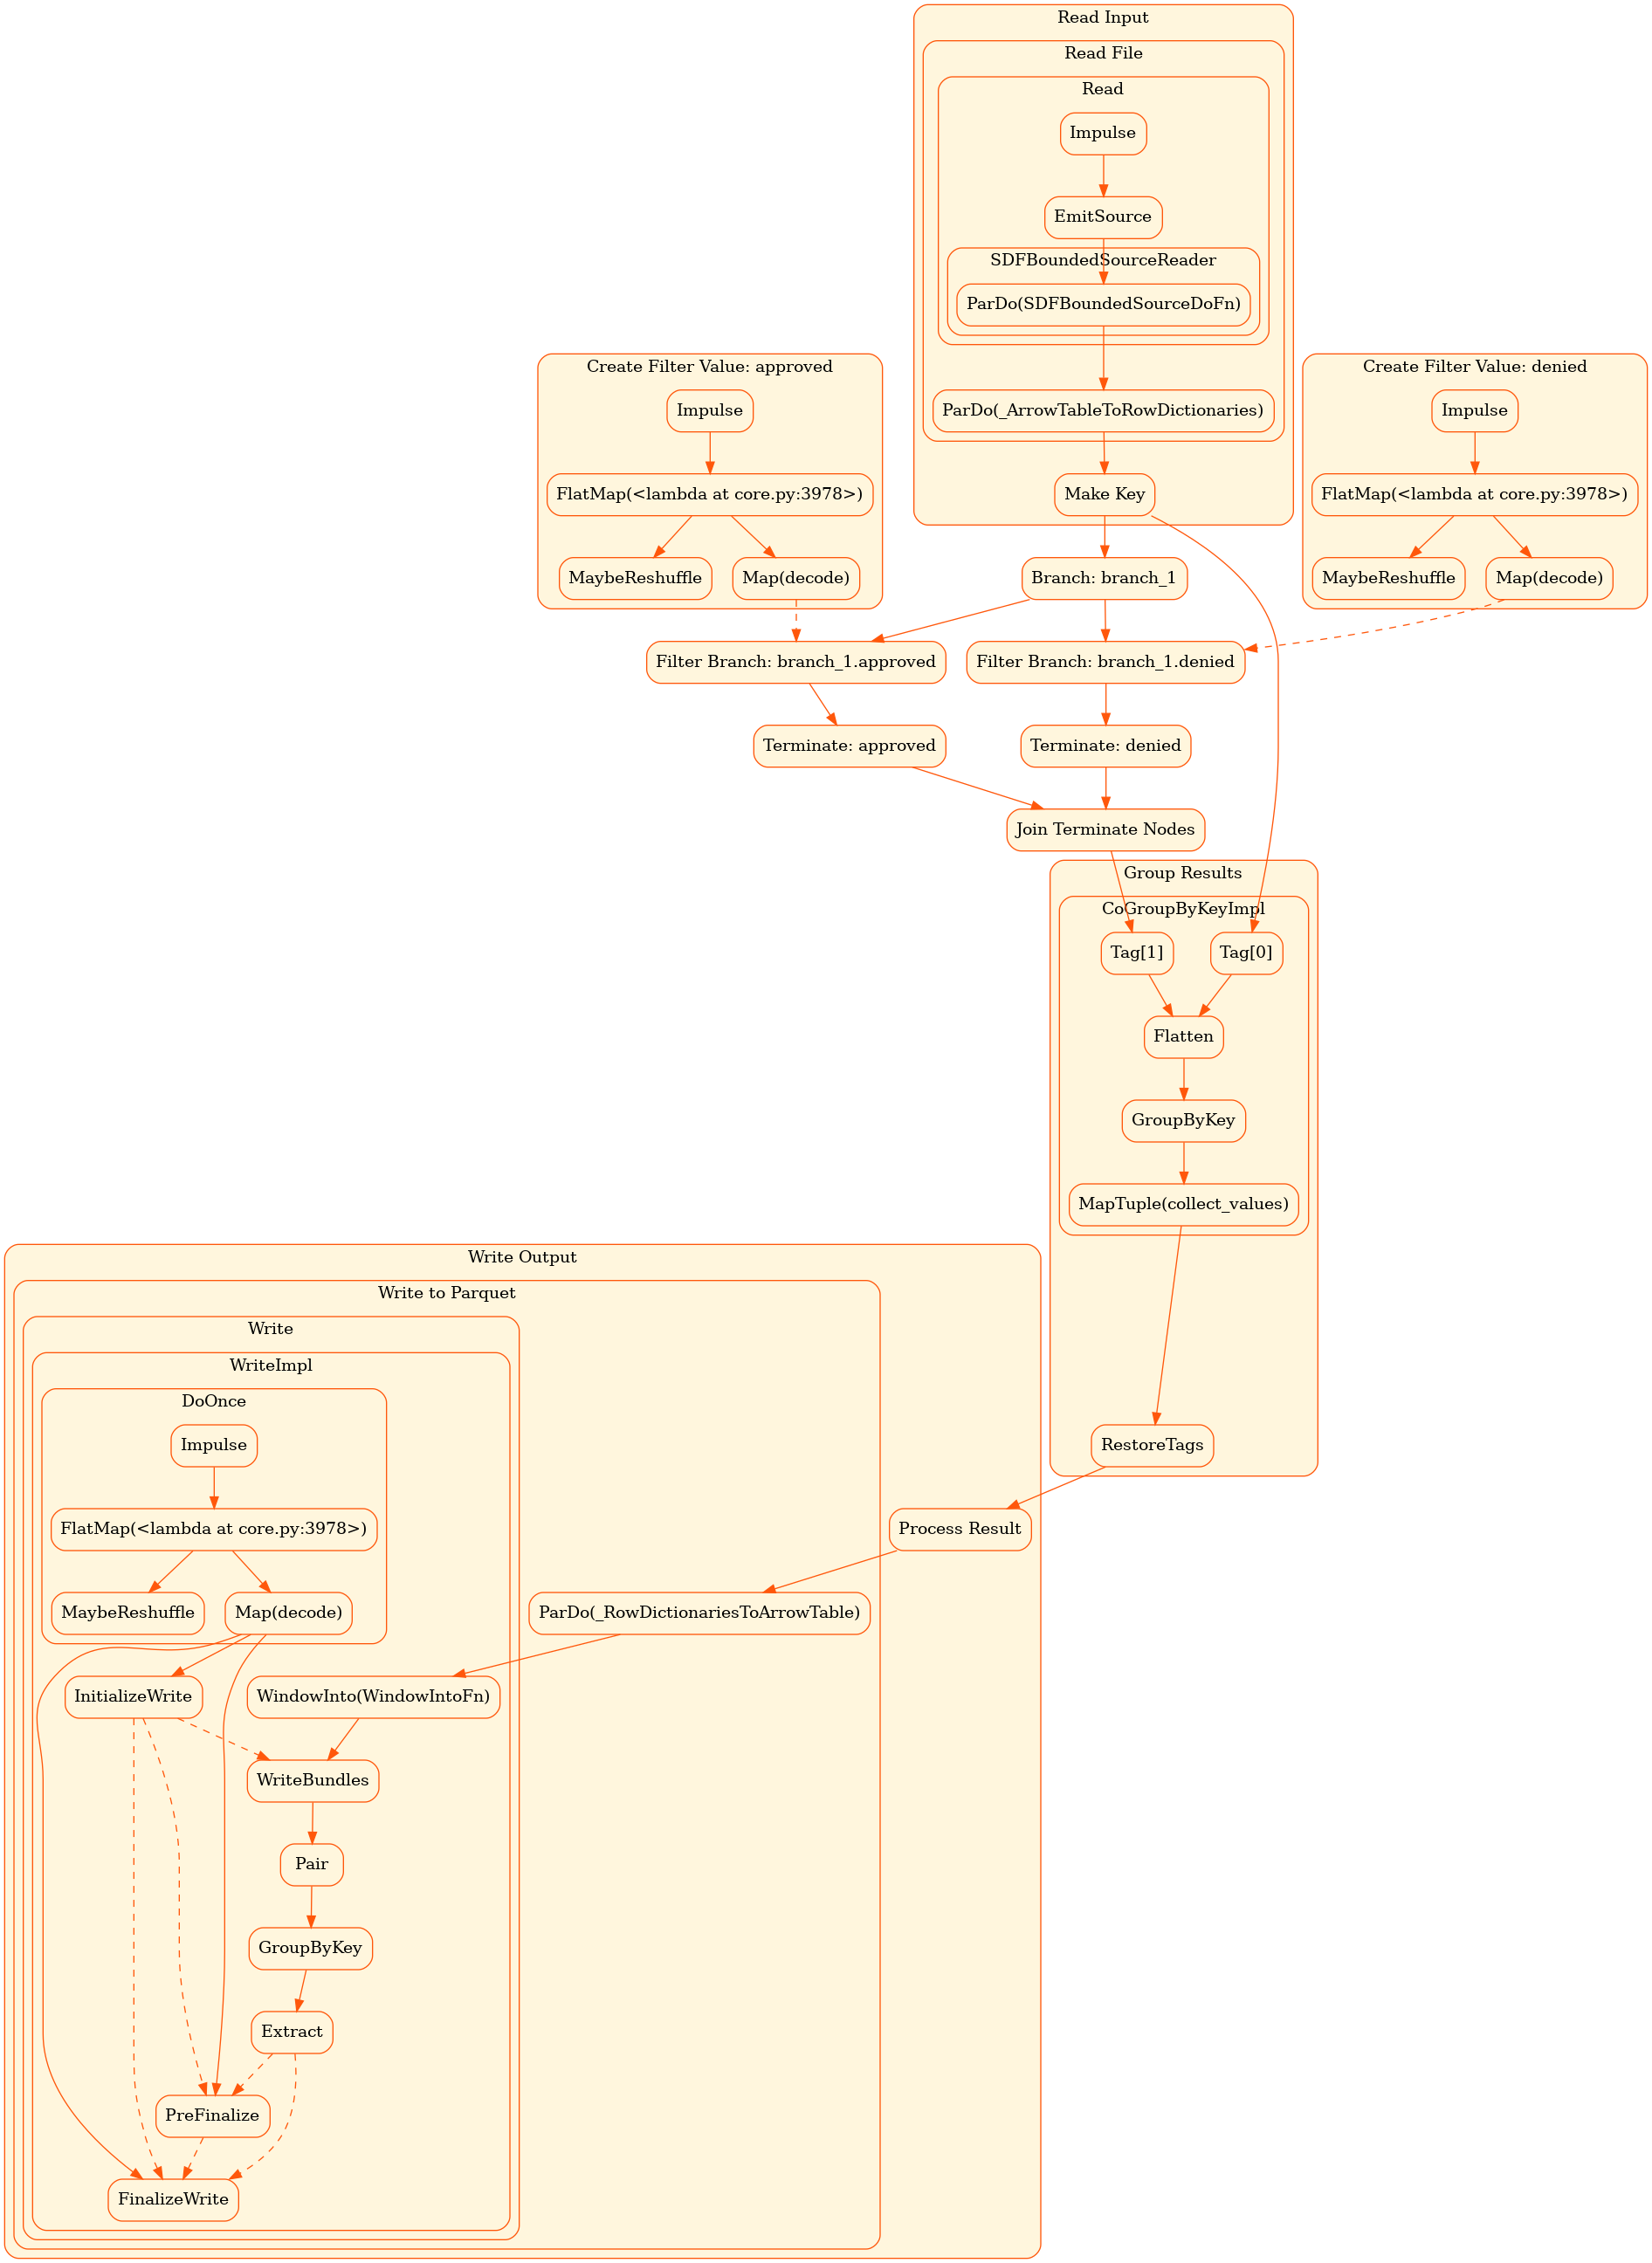 Read Input
Read File
Read
Impulse
EmitSource
SDFBoundedSourceReader
ParDo(SDFBoundedSourceDoFn)
ParDo(_ArrowTableToRowDictionaries)
Make Key
Create Filter Value: approved
Impulse
FlatMap(<lambda at core.py:3978>)
MaybeReshuffle
Map(decode)
Create Filter Value: denied
Impulse
FlatMap(<lambda at core.py:3978>)
MaybeReshuffle
Map(decode)
Branch: branch_1
Filter Branch: branch_1.approved
Filter Branch: branch_1.denied
Terminate: approved
Terminate: denied
Join Terminate Nodes
Group Results
CoGroupByKeyImpl
Tag[1]
Tag[0]
Flatten
GroupByKey
MapTuple(collect_values)
RestoreTags
Write Output
Write to Parquet
Write
WriteImpl
DoOnce
Impulse
FlatMap(<lambda at core.py:3978>)
MaybeReshuffle
Map(decode)
Process Result
ParDo(_RowDictionariesToArrowTable)
InitializeWrite
WindowInto(WindowIntoFn)
WriteBundles
Pair
GroupByKey
Extract
PreFinalize
FinalizeWrite